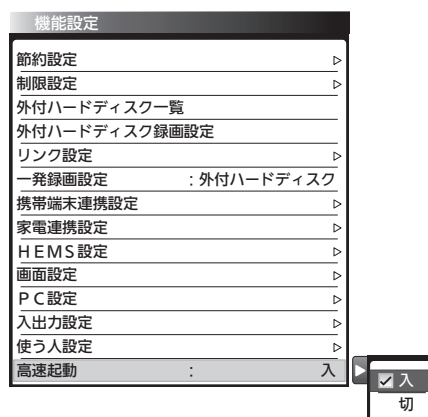 機能設定
節約設定
制限設定
外付ハードディスク一覧
外付ハードディスク録画設定
リンク設定
一発録画設定 : 外付ハードディスク
携帯端末連携設定
家電連携設定
ＨＥＭＳ設定
画面設定
ＰＣ設定
入出力設定
使う人設定
高速起動 : 入
入
切